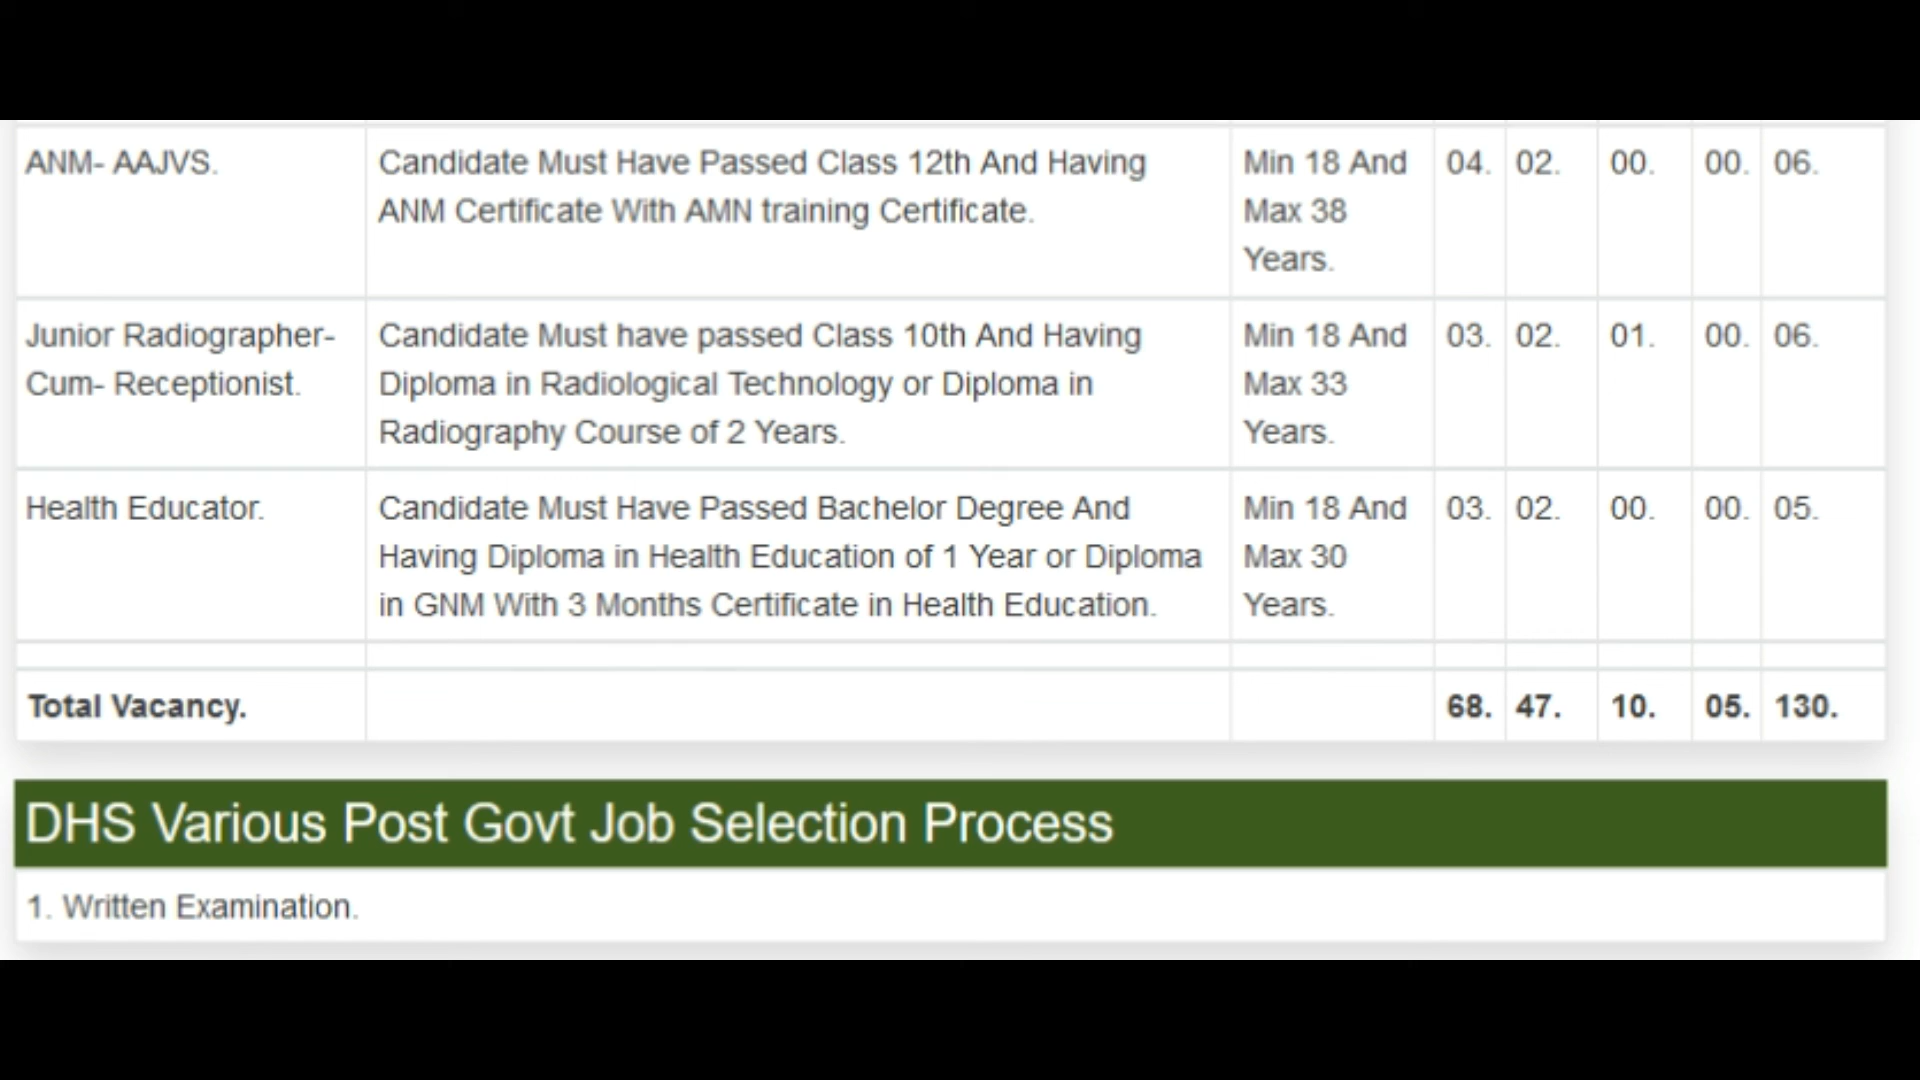 ANM- AAJVS. Candidate Must Have Passed Class 12th And Having Min 18 And 04. 02. 00. 00. 06.
ANM Certificate With AMN training Certificate. Max 38
Years.
Junior Radiographer- Candidate Must have passed Class 10th And Having Min 18 And 03. 02. 01. 00. 06.
Cum- Receptionist. Diploma in Radiological Technology or Diploma in Max 33
Radiography Course of 2 Years. Years.
Health Educator. Candidate Must Have Passed Bachelor Degree And Min 18 And 03. 02. 00. 00. 05.
Having Diploma in Health Education of 1 Year or Diploma Max 30
in GNM With 3 Months Certificate in Health Education. Years.
Total Vacancy. 68. 47. 10. 05. 130.
DHS Various Post Govt Job Selection Process
1. Written Examination.